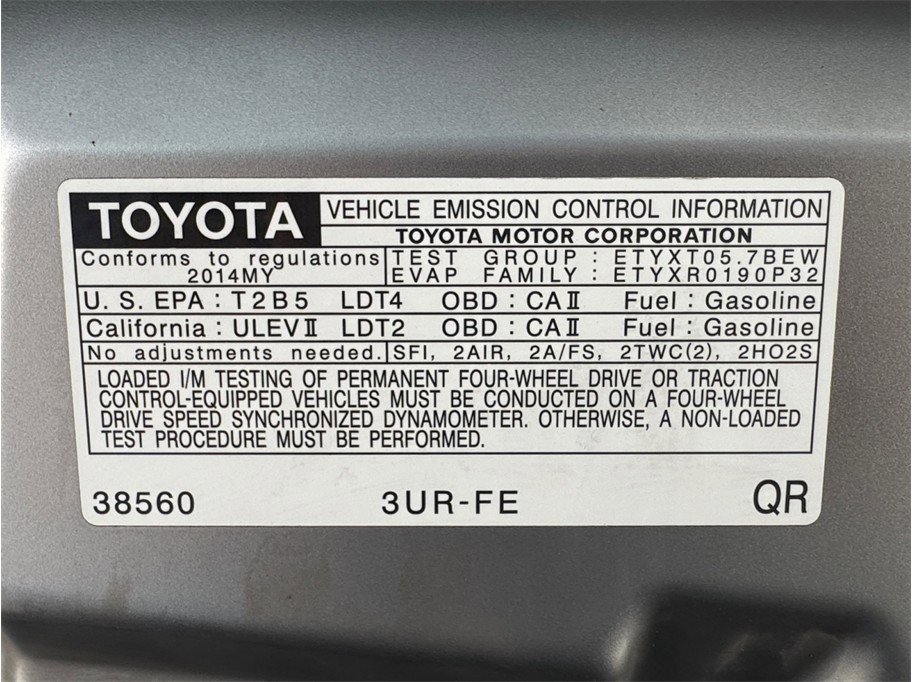 TOYOTA VEHICLE EMISSION CONTROL INFORMATION
TOYOTA MOTOR CORPORATION
Conforms to regulations
2014MY
TEST GROUP : ETYXT05.7BEW
EVAP FAMILY : ETYXR0190P32
U.S. EPA : T2B5 LDT4 OBD : CAⅡ Fuel : Gasoline
California : ULEVⅡ LDT2 OBD : CAⅡ Fuel : Gasoline
No adjustments needed. SFI, 2AIR, 2A/FS, 2TWC(2), 2HO2S
LOADED I/M TESTING OF PERMANENT FOUR-WHEEL DRIVE OR TRACTION
CONTROL-EQUIPPED VEHICLES MUST BE CONDUCTED ON A FOUR-WHEEL
DRIVE SPEED SYNCHRONIZED DYNAMOMETER. OTHERWISE, A NON-LOADED
TEST PROCEDURE MUST BE PERFORMED.
38560 3UR-FE QR